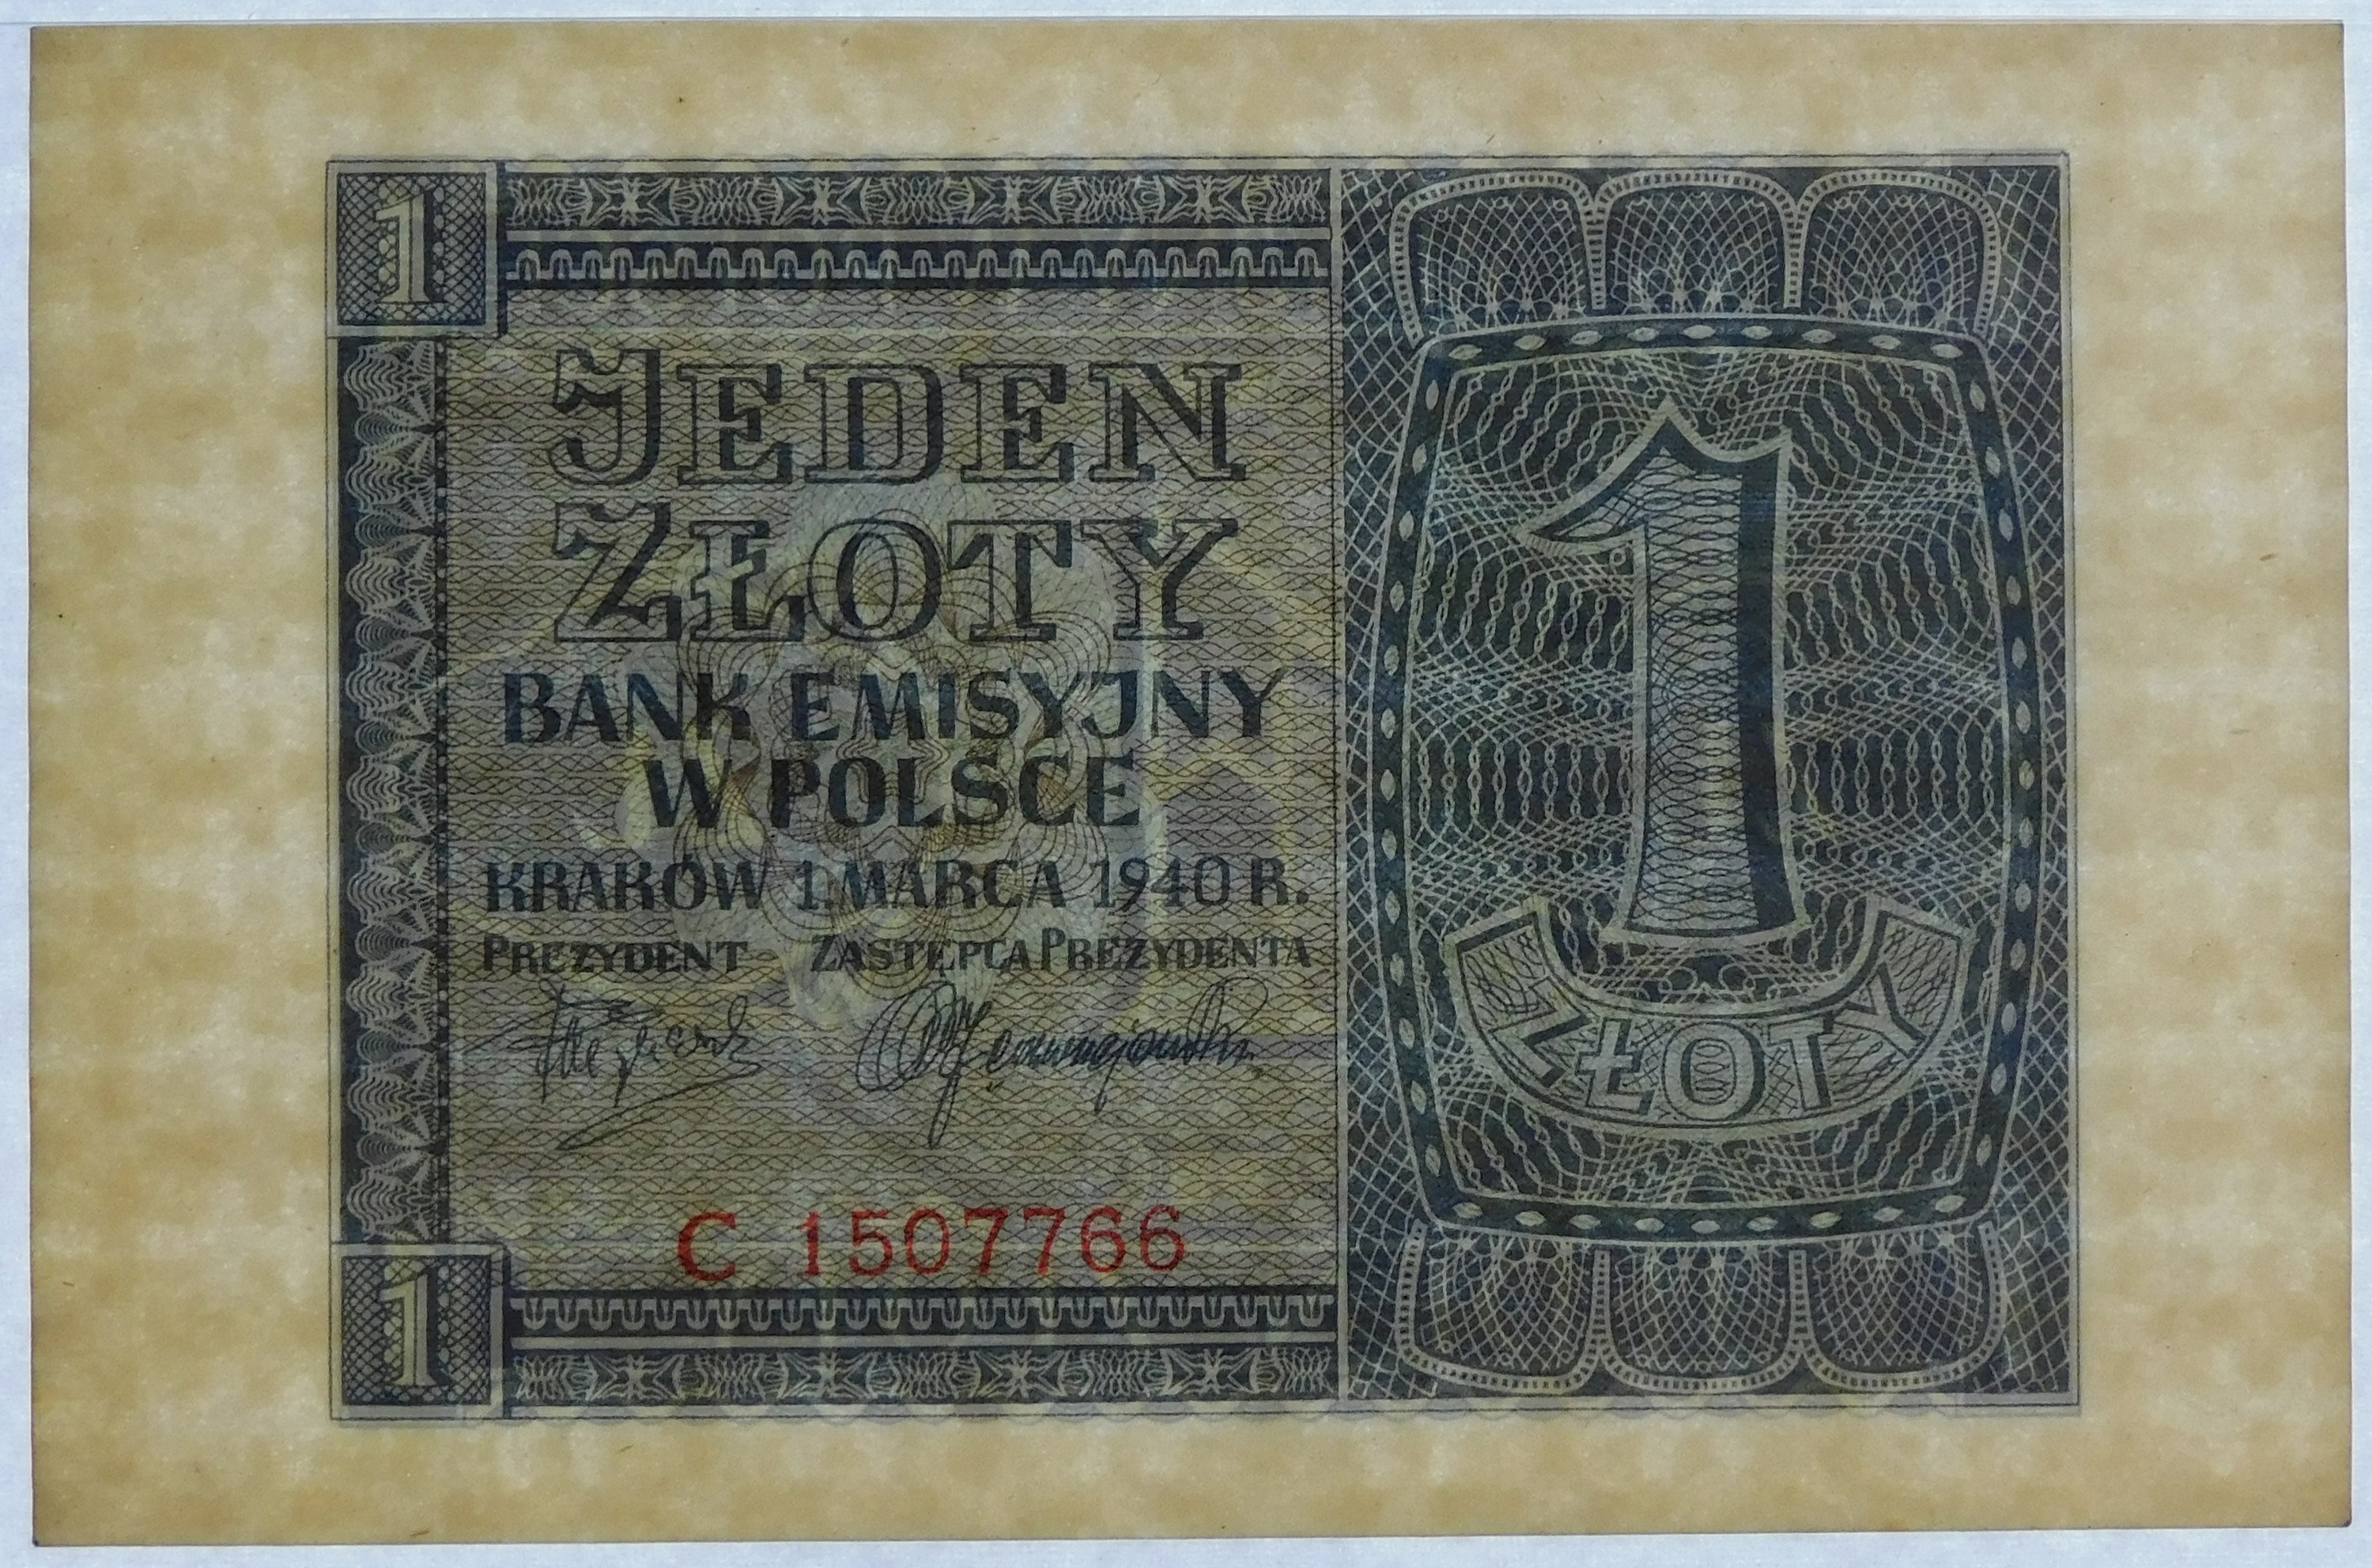 1
JEDEN
ZŁOTY
BANK EMISYJNY
W POLSCE
KRAKÓW 1. MARCA 1940 R.
PREZYDENT ZASTĘPCA PREZYDENTA
C 1507766
1
1
ZŁOTY